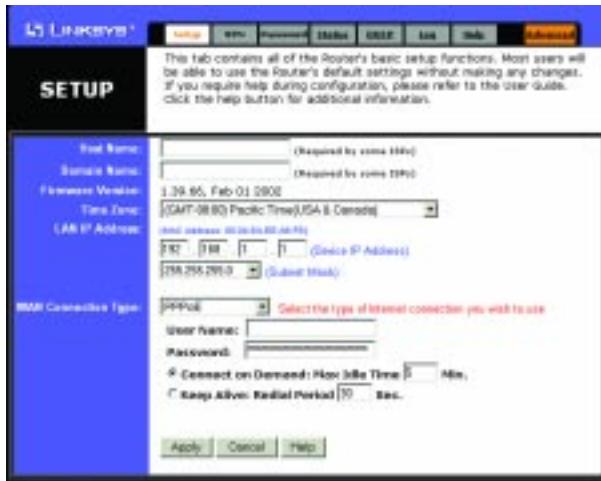 LINKSYS
Setup VPN Password Status DHCP Log Help Advanced
SETUP
This tab contains all of the Router's basic setup functions. Most users will
be able to use the Router's default settings without making any changes.
If you require help during configuration, please refer to the User Guide.
Click the help button for additional information.
Host Name: (Required by some ISPs)
Domain Name: (Required by some ISPs)
Firmware Version: Feb 01 2002
Time Zone: (GMT-08:00) Pacific Time (USA & Canada)
LAN IP Address: (MAC Address:
192 . 168 . 1 . 1 (Device IP Address)
255.255.255.0 (Subnet Mask)
WAN Connection Type: PPPoE Select the type of Internet connection you wish to use
User Name:
Password:
Connect on Demand: Max Idle Time 5 Min.
Keep Alive: Redial Period 30 Sec.
Apply Cancel Help